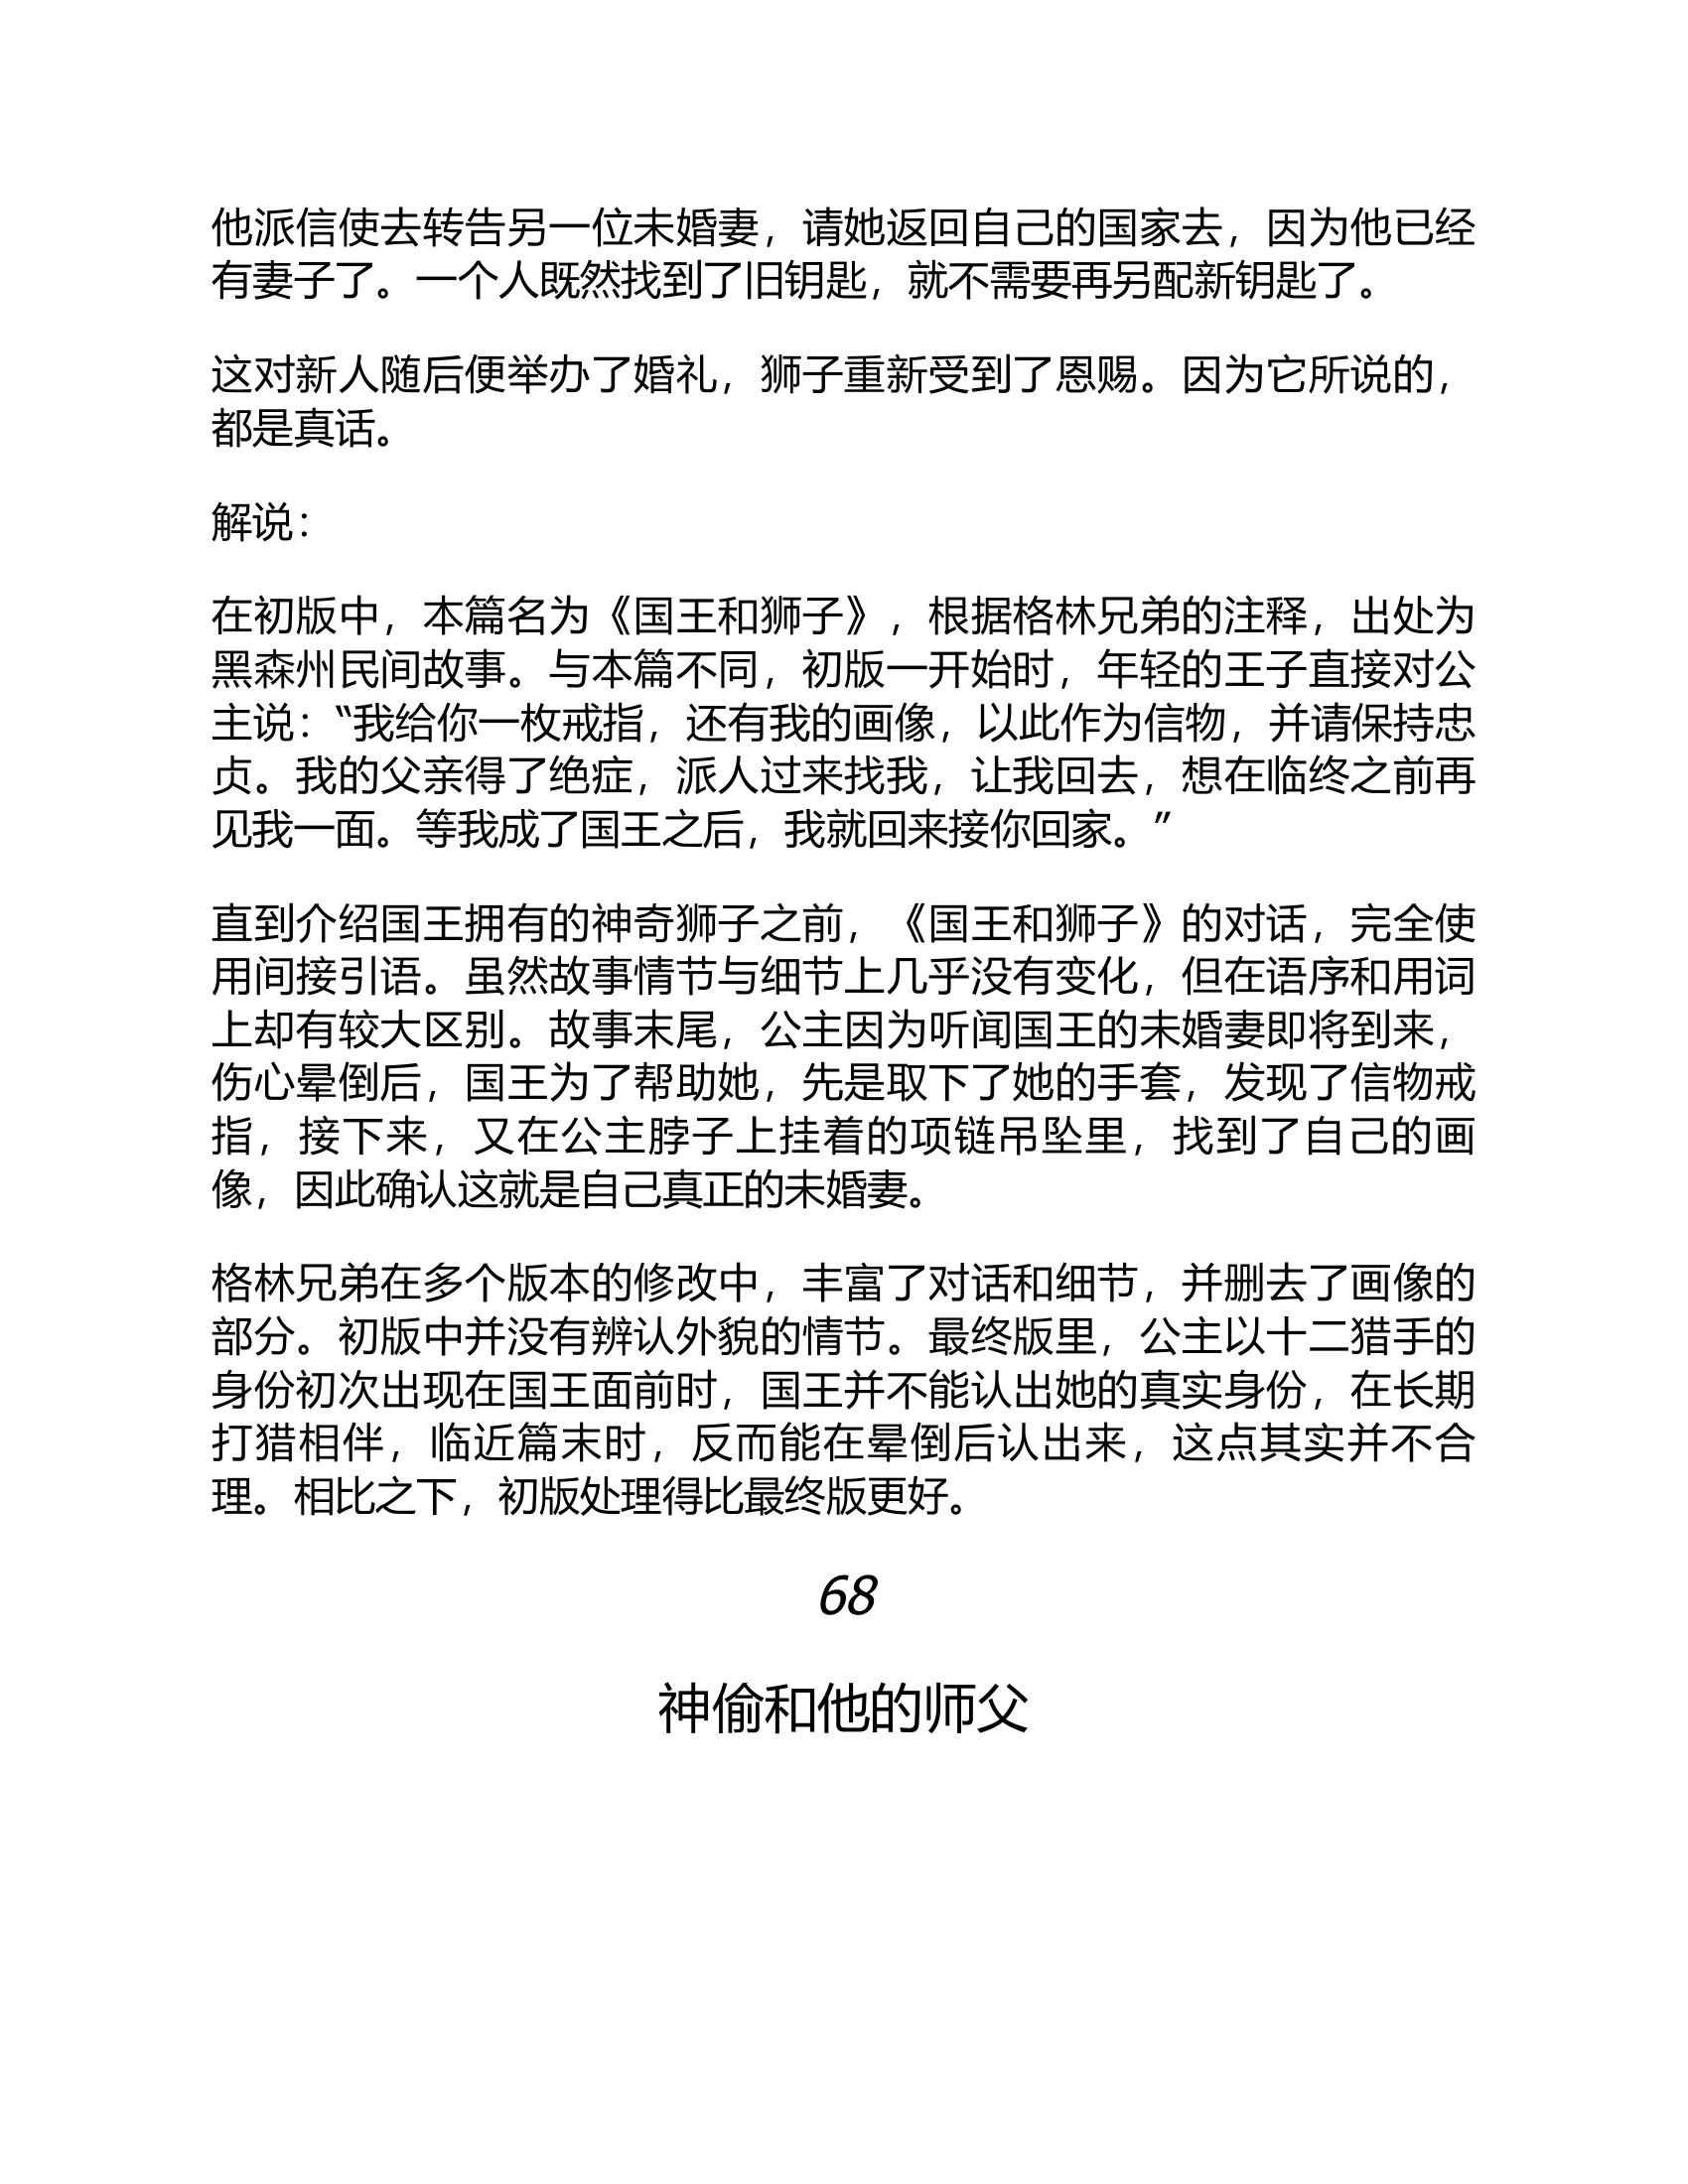 他派信使去转告另一位未婚妻，请她返回自己的国家去，因为他已经
有妻子了。一个人既然找到了旧钥匙，就不需要再另配新钥匙了。
这对新人随后便举办了婚礼，狮子重新受到了恩赐。因为它所说的，
都是真话。
解说：
在初版中，本篇名为《国王和狮子》，根据格林兄弟的注释，出处为
黑森州民间故事。与本篇不同，初版一开始时，年轻的王子直接对公
主说：“我给你一枚戒指，还有我的画像，以此作为信物，并请保持忠
贞。我的父亲得了绝症，派人过来找我，让我回去，想在临终之前再
见我一面。等我成了国王之后，我就回来接你回家。”
直到介绍国王拥有的神奇狮子之前，《国王和狮子》的对话，完全使
用间接引语。虽然故事情节与细节上几乎没有变化，但在语序和用词
上却有较大区别。故事末尾，公主因为听闻国王的未婚妻即将到来，
伤心晕倒后，国王为了帮助她，先是取下了她的手套，发现了信物戒
指，接下来，又在公主脖子上挂着的项链吊坠里，找到了自己的画
像，因此确认这就是自己真正的未婚妻。
格林兄弟在多个版本的修改中，丰富了对话和细节，并删去了画像的
部分。初版中并没有辨认外貌的情节。最终版里，公主以十二猎手的
身份初次出现在国王面前时，国王并不能认出她的真实身份，在长期
打猎相伴，临近篇末时，反而能在晕倒后认出来，这点其实并不合
理。相比之下，初版处理得比最终版更好。
68
神偷和他的师父